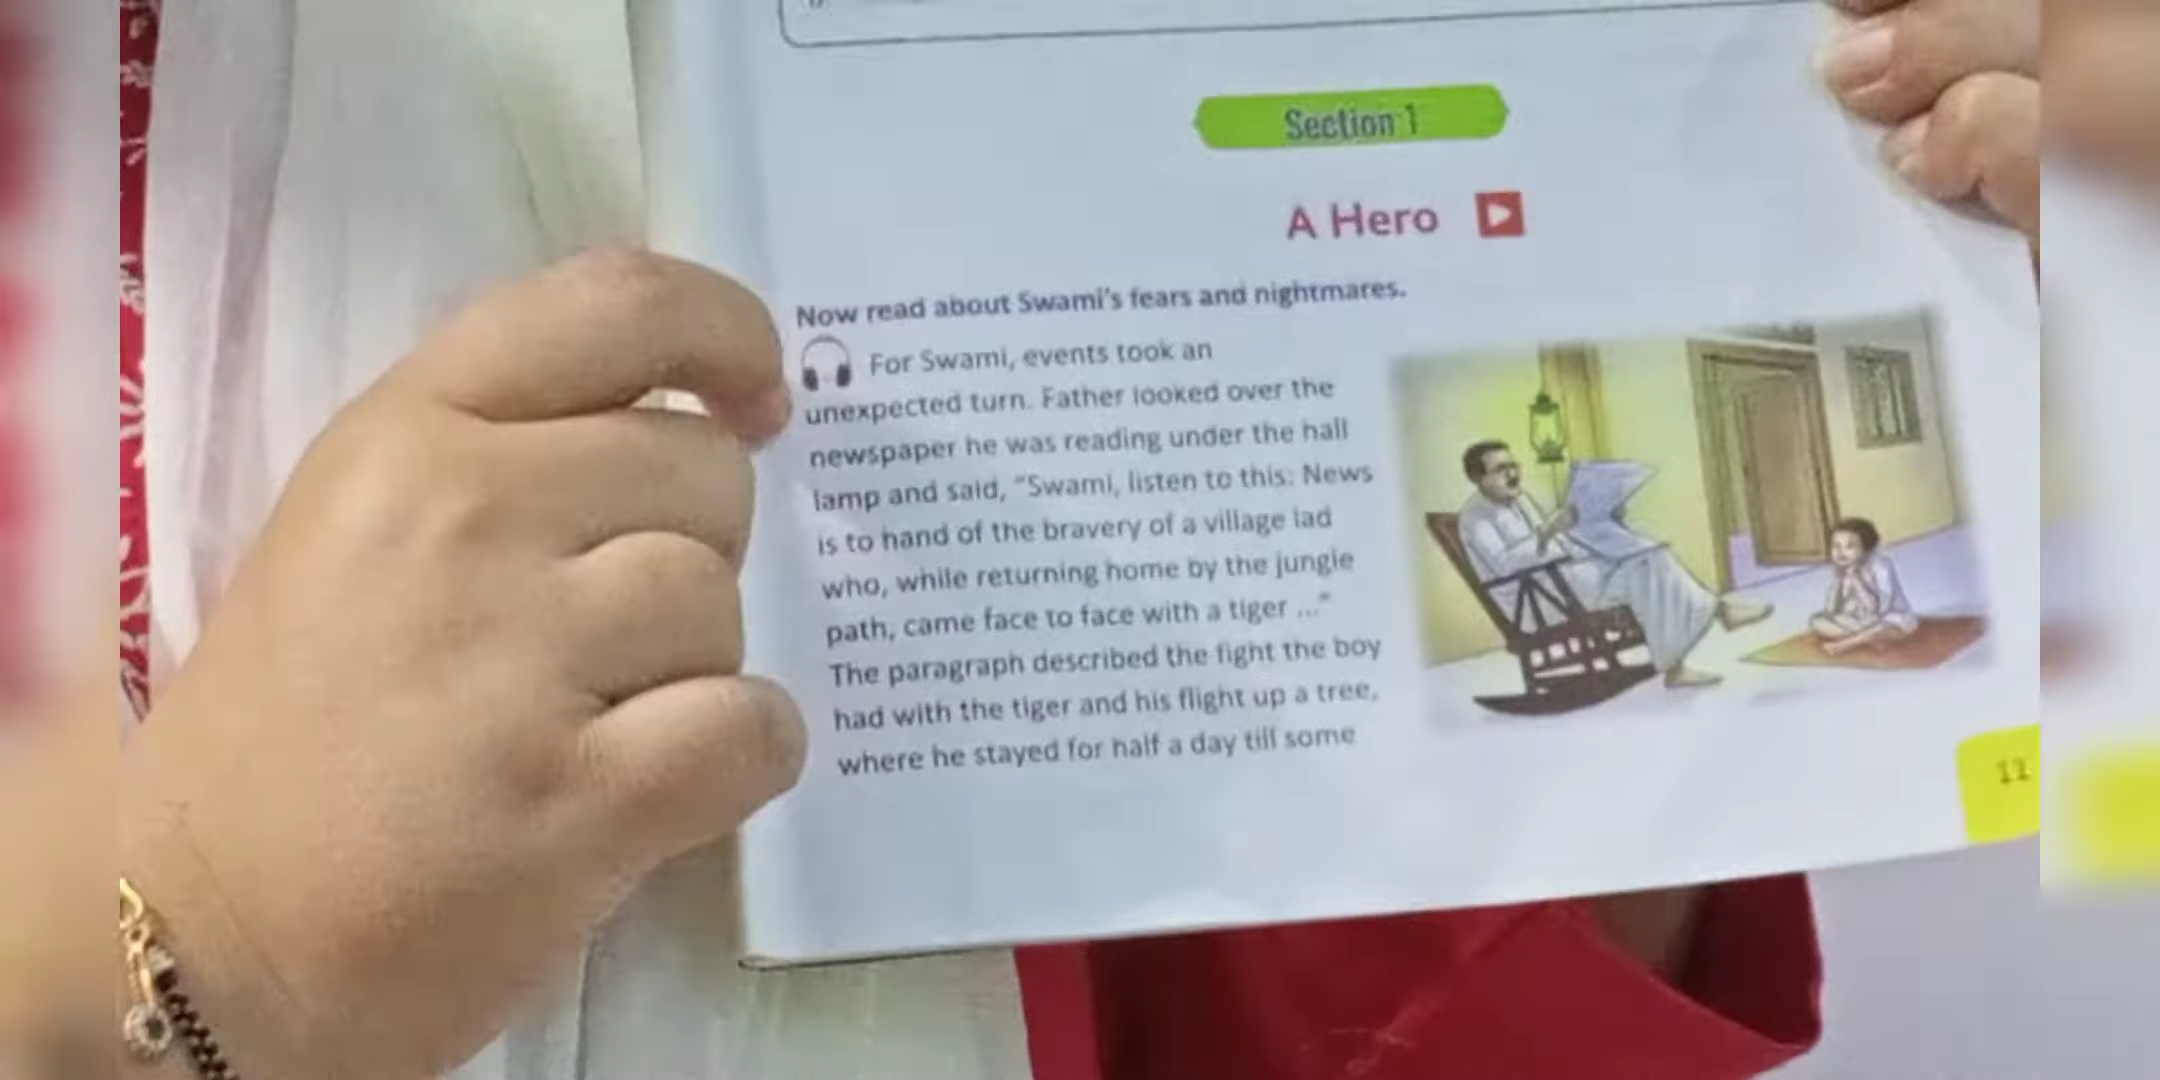 Section 1
A Hero
Now read about Swami's fears and nightmares.
For Swami, events took an
unexpected turn. Father looked over the
newspaper he was reading under the hall
lamp and said, "Swami, listen to this: News
is to hand of the bravery of a village lad
who, while returning home by the jungle
path, came face to face with a tiger ..."
The paragraph described the fight the boy
had with the tiger and his flight up a tree,
where he stayed for half a day till some
11